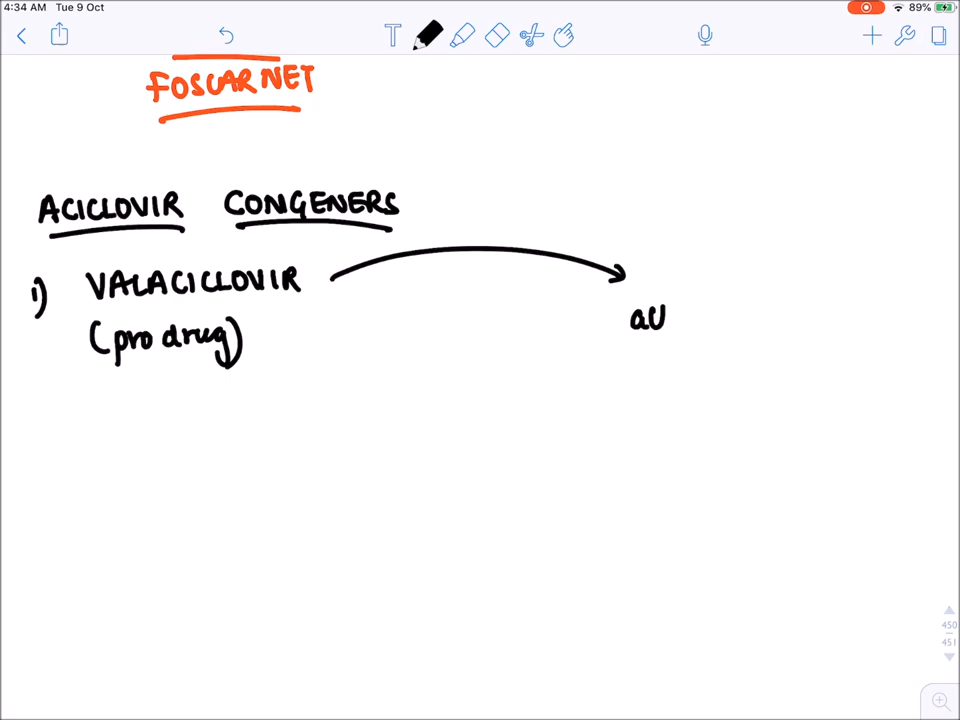 4:34 AM Tue 9 Oct 89%
T
FOSCARNET
ACICLOVIR CONGENERS
1) VALACICLOVIR
(pro drug)
450
451